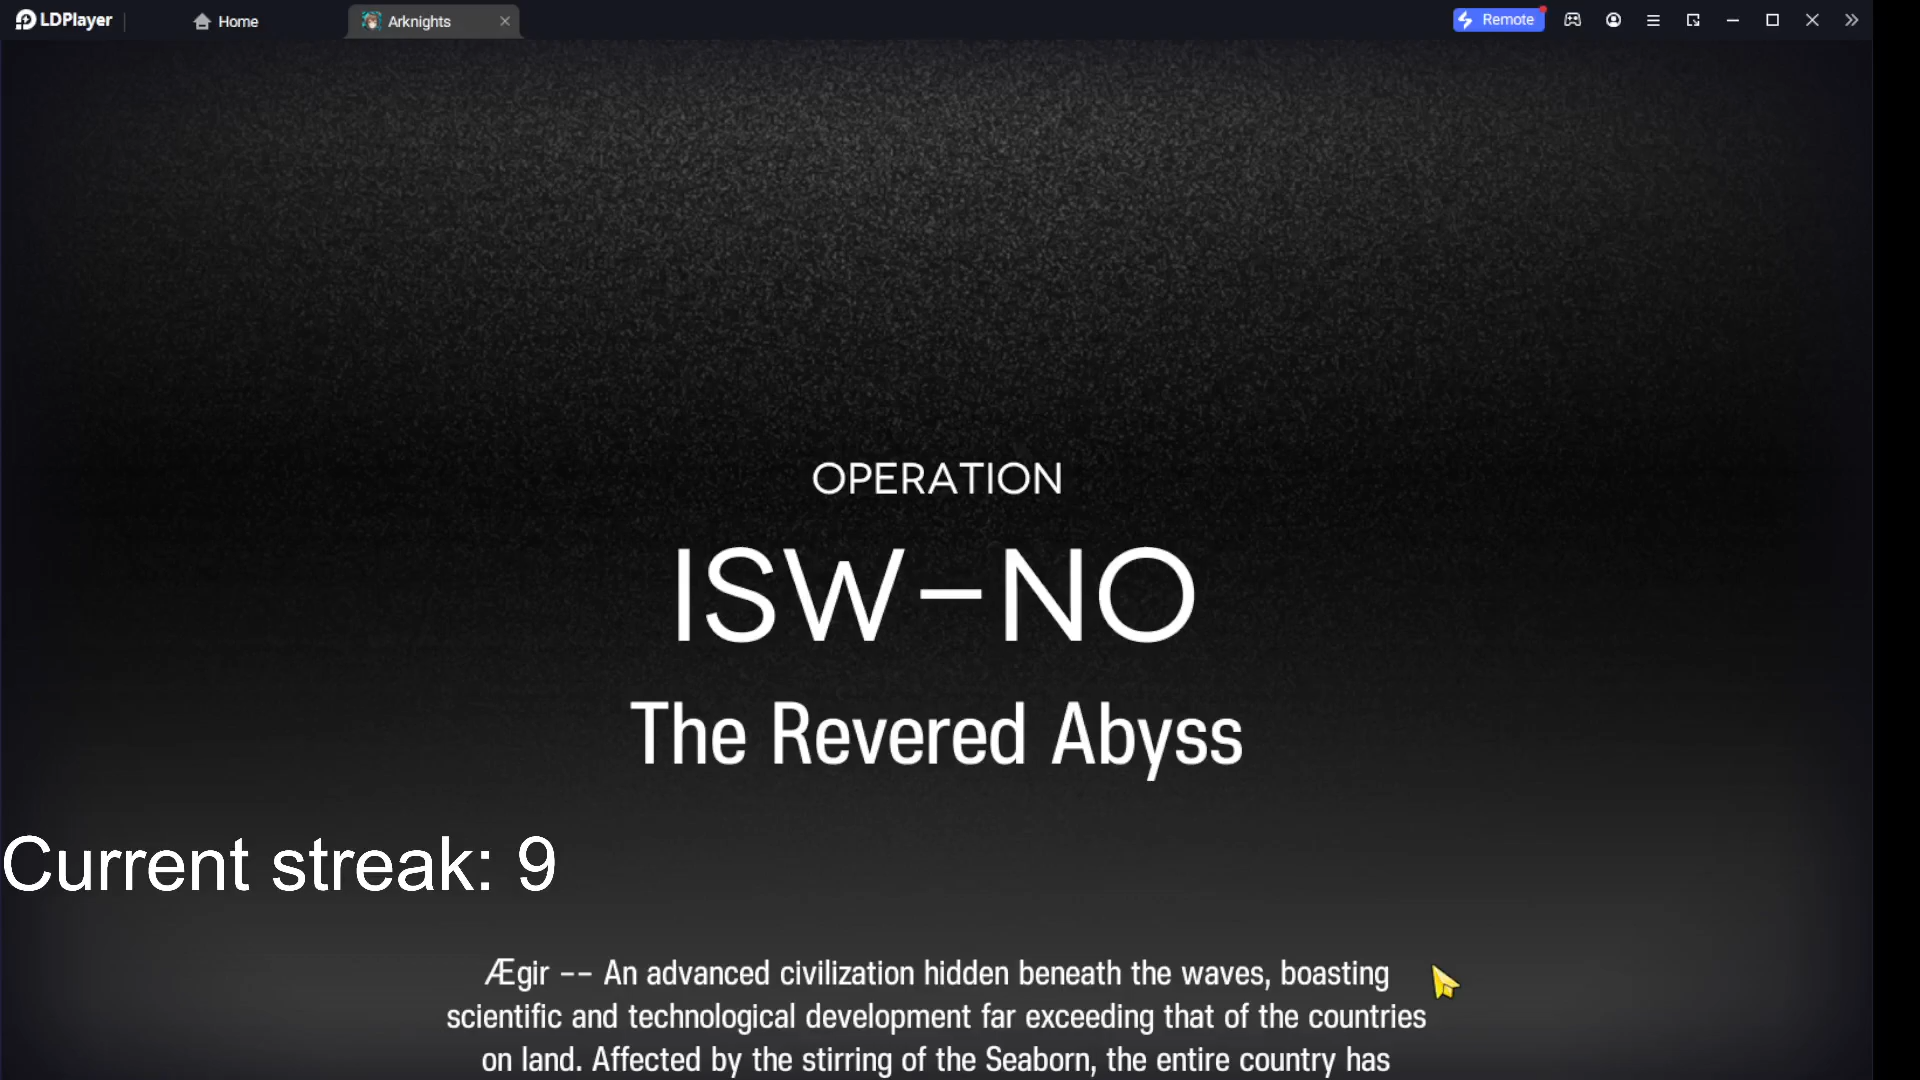 LDPlayer
Home
Arknights
Remote
OPERATION
ISW-NO
The Revered Abyss
Current streak: 9
Ægir -- An advanced civilization hidden beneath the waves, boasting
scientific and technological development far exceeding that of the countries
on land. Affected by the stirring of the Seaborn, the entire country has